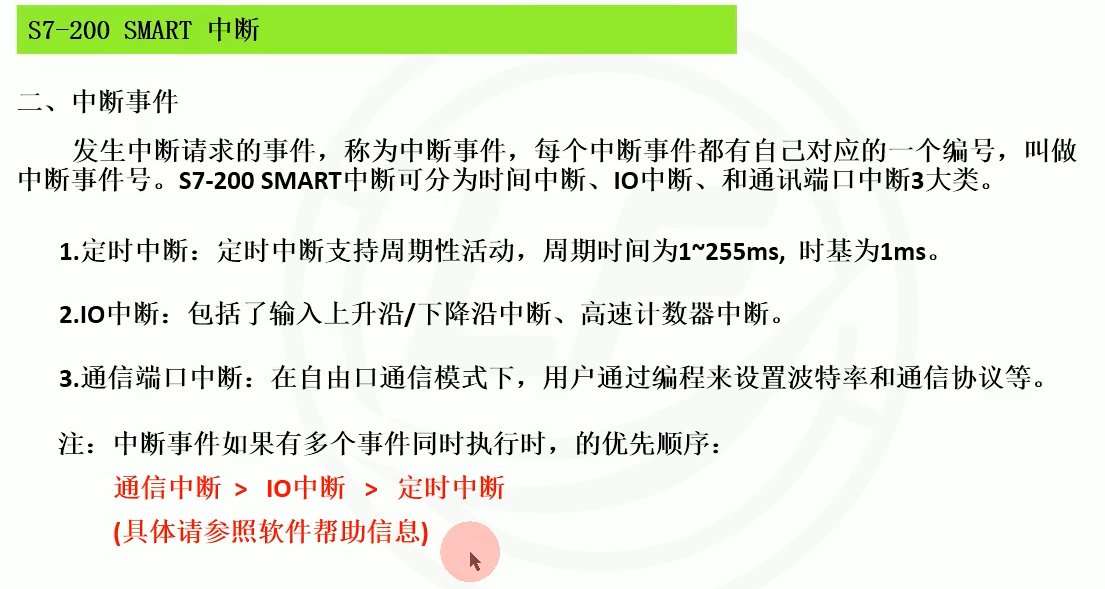 S7-200 SMART 中断
二、中断事件
发生中断请求的事件，称为中断事件，每个中断事件都有自己对应的一个编号，叫做
中断事件号。S7-200 SMART中断可分为时间中断、IO中断、和通讯端口中断3大类。
1.定时中断：定时中断支持周期性活动，周期时间为1~255ms, 时基为1ms。
2.IO中断：包括了输入上升沿/下降沿中断、高速计数器中断。
3.通信端口中断：在自由口通信模式下，用户通过编程来设置波特率和通信协议等。
注：中断事件如果有多个事件同时执行时，的优先顺序：
通信中断 > IO中断 > 定时中断
(具体请参照软件帮助信息)